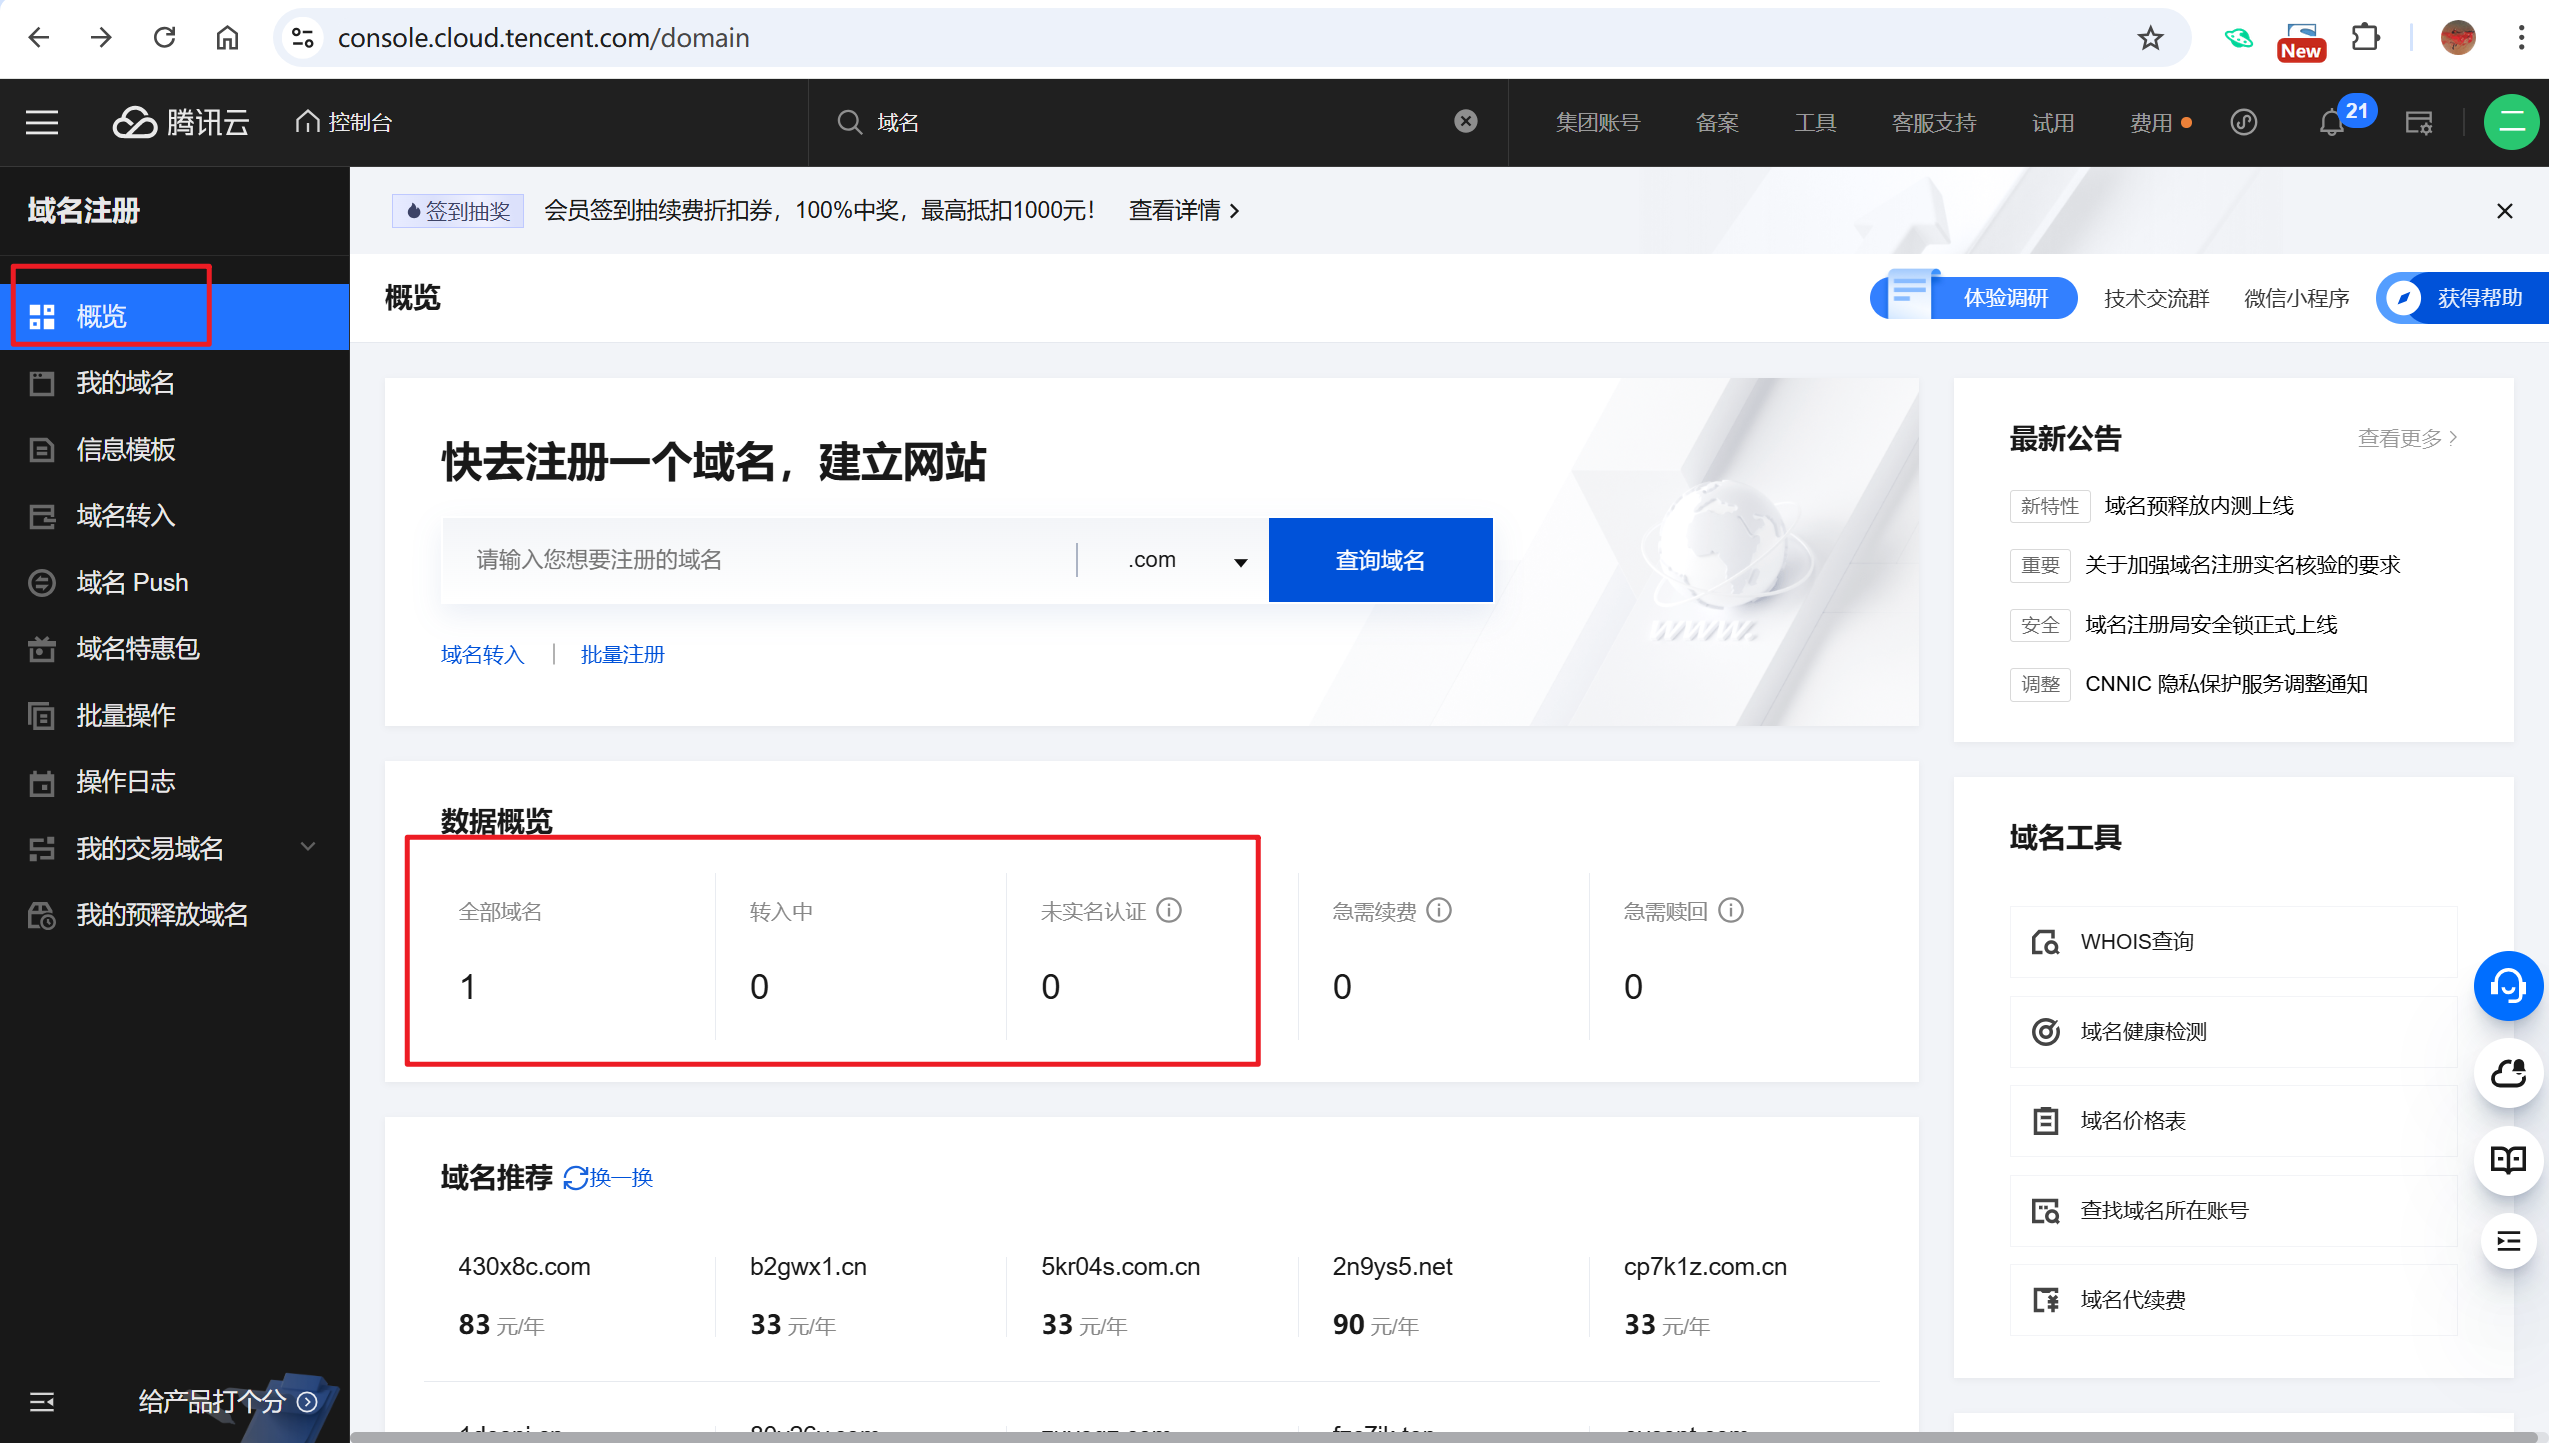 console.cloud.tencent.com/domain
New
腾讯云
控制台
域名
集团账号
备案
工具
客服支持
试用
费用
21
二
域名注册
概览
我的域名
信息模板
域名转入
域名 Push
域名特惠包
批量操作
操作日志
我的交易域名
我的预释放域名
给产品打个分
签到抽奖 会员签到抽续费折扣券，100%中奖，最高抵扣1000元！ 查看详情
概览
体验调研
技术交流群
微信小程序
获得帮助
快去注册一个域名，建立网站
请输入您想要注册的域名
.com
查询域名
域名转入
批量注册
www.
数据概览
全部域名
1
转入中
0
未实名认证
0
急需续费
0
急需赎回
0
域名推荐 换一换
430x8c.com
83 元/年
b2gwx1.cn
33 元/年
5kr04s.com.cn
33 元/年
2n9ys5.net
90 元/年
cp7k1z.com.cn
33 元/年
最新公告
查看更多
新特性 域名预释放内测上线
重要 关于加强域名注册实名核验的要求
安全 域名注册局安全锁正式上线
调整 CNNIC 隐私保护服务调整通知
域名工具
WHOIS查询
域名健康检测
域名价格表
查找域名所在账号
域名代续费